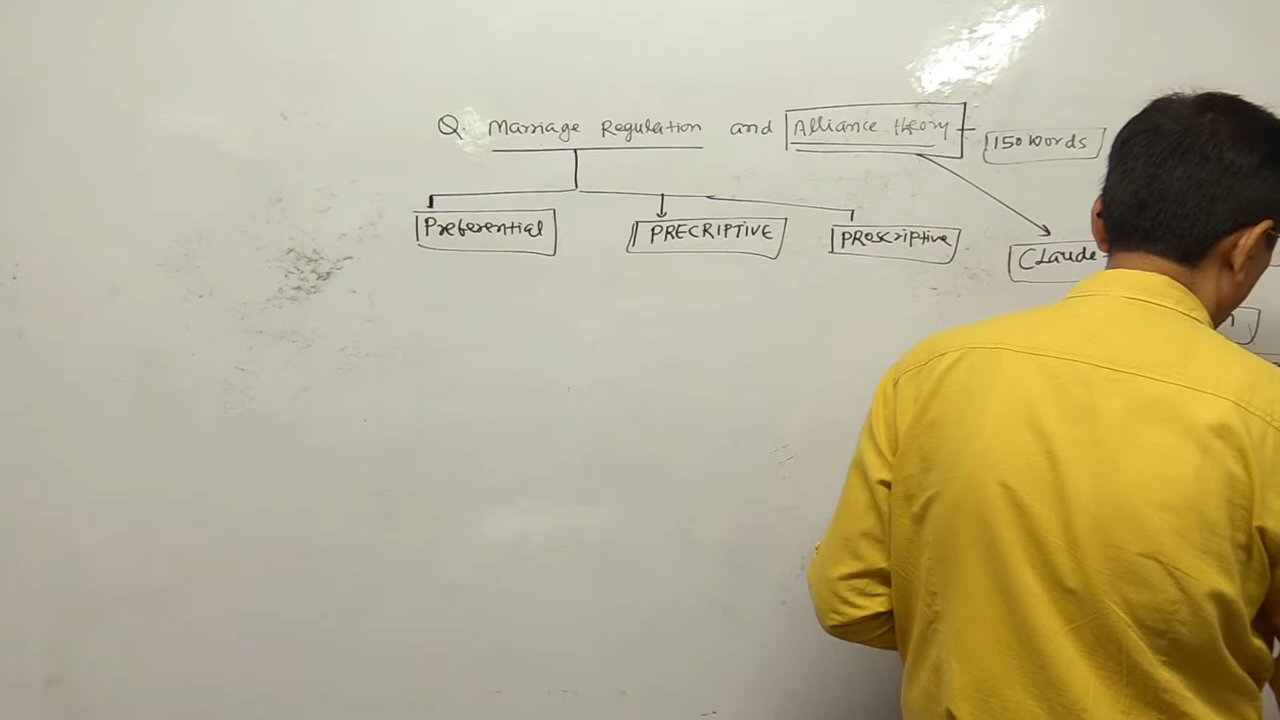 Q. Marriage Regulation and Alliance theory - 150 Words
Preferential PRECRIPTIVE PROscriptive Claude